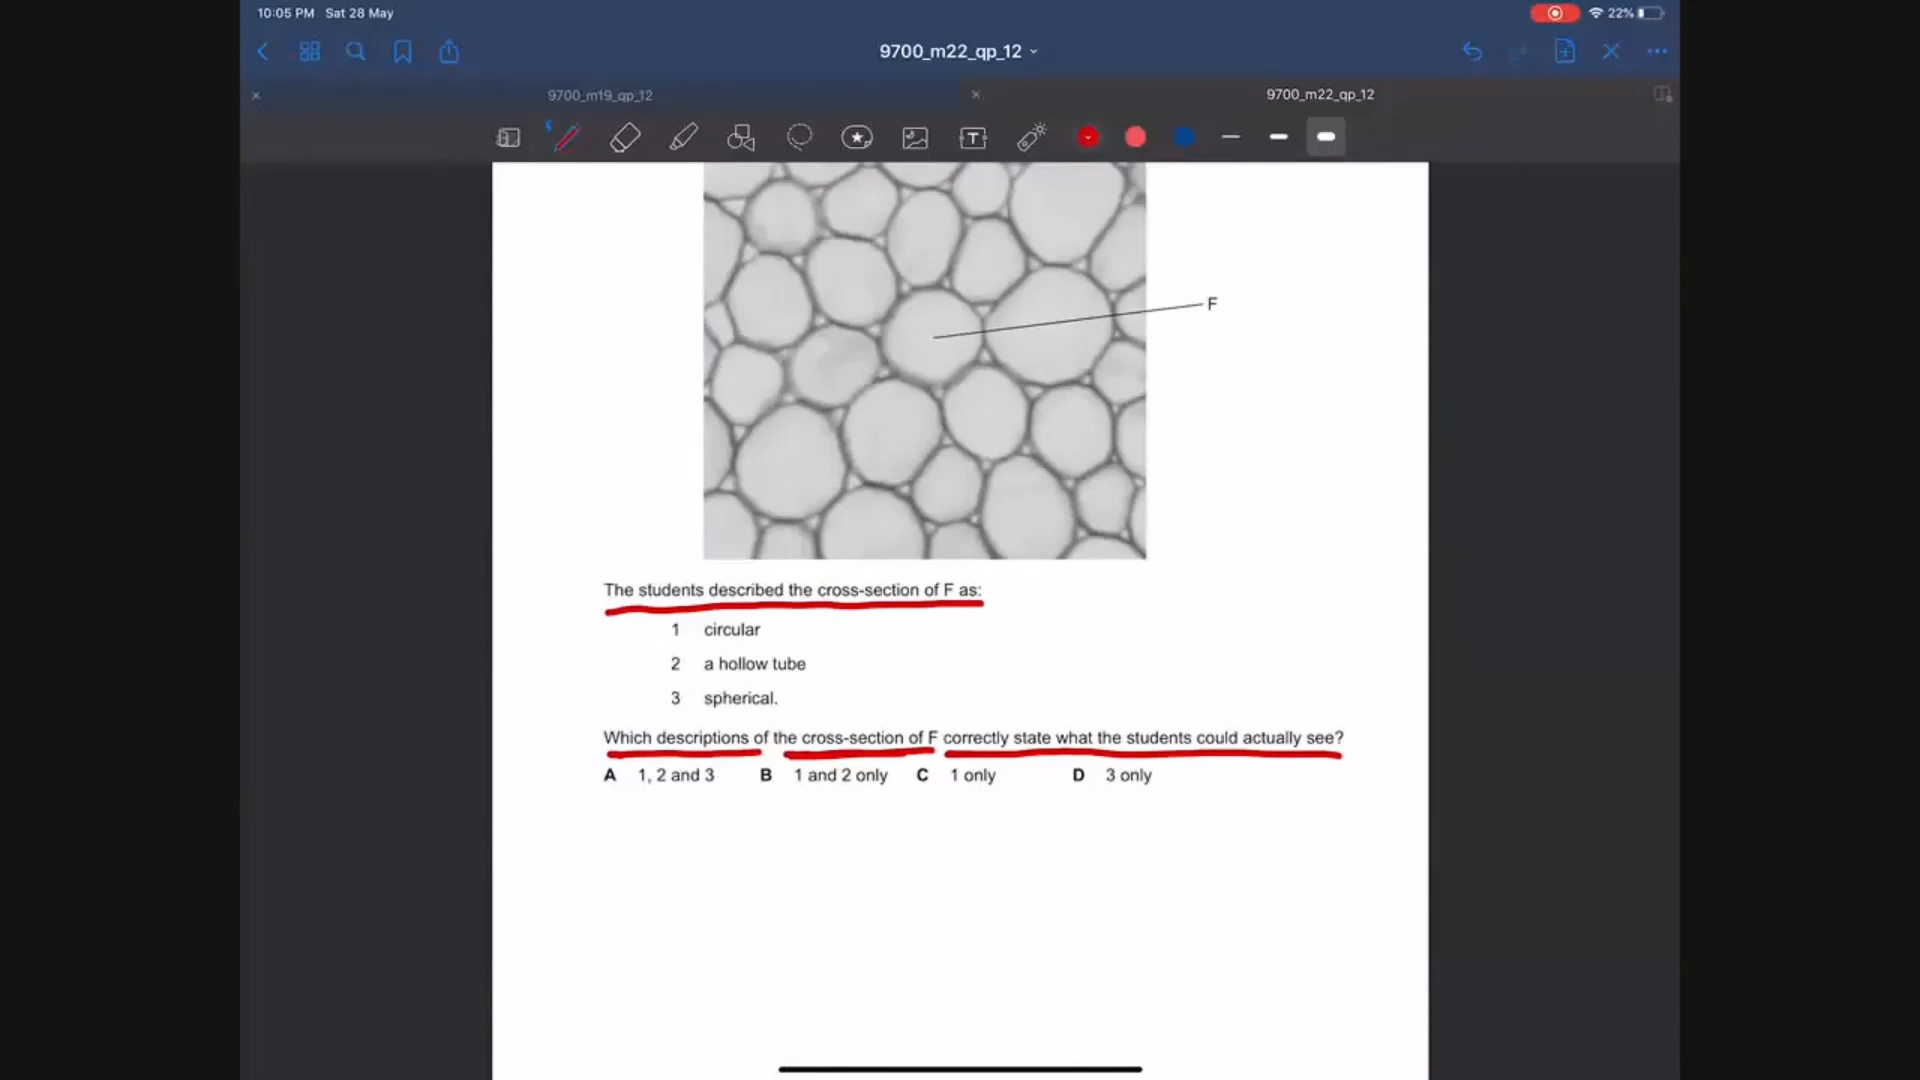 10:05 PM Sat 28 May
22%
9700_m22_qp_12
9700_m19_qp_12
9700_m22_qp_12
T
F
The students described the cross-section of F as:
1 circular
2 a hollow tube
3 spherical.
Which descriptions of the cross-section of F correctly state what the students could actually see?
A 1, 2 and 3 B 1 and 2 only C 1 only D 3 only